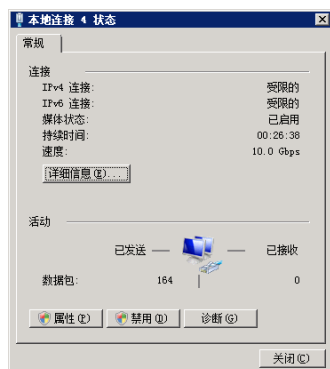 本地连接 4 状态
常规
连接
IPv4 连接: 受限的
IPv6 连接: 受限的
媒体状态: 已启用
持续时间: 00:26:38
速度: 10.0 Gbps
详细信息(E)...
活动
已发送 — — 已接收
数据包: 164 | 0
属性(P) 禁用(D) 诊断(G)
关闭(C)